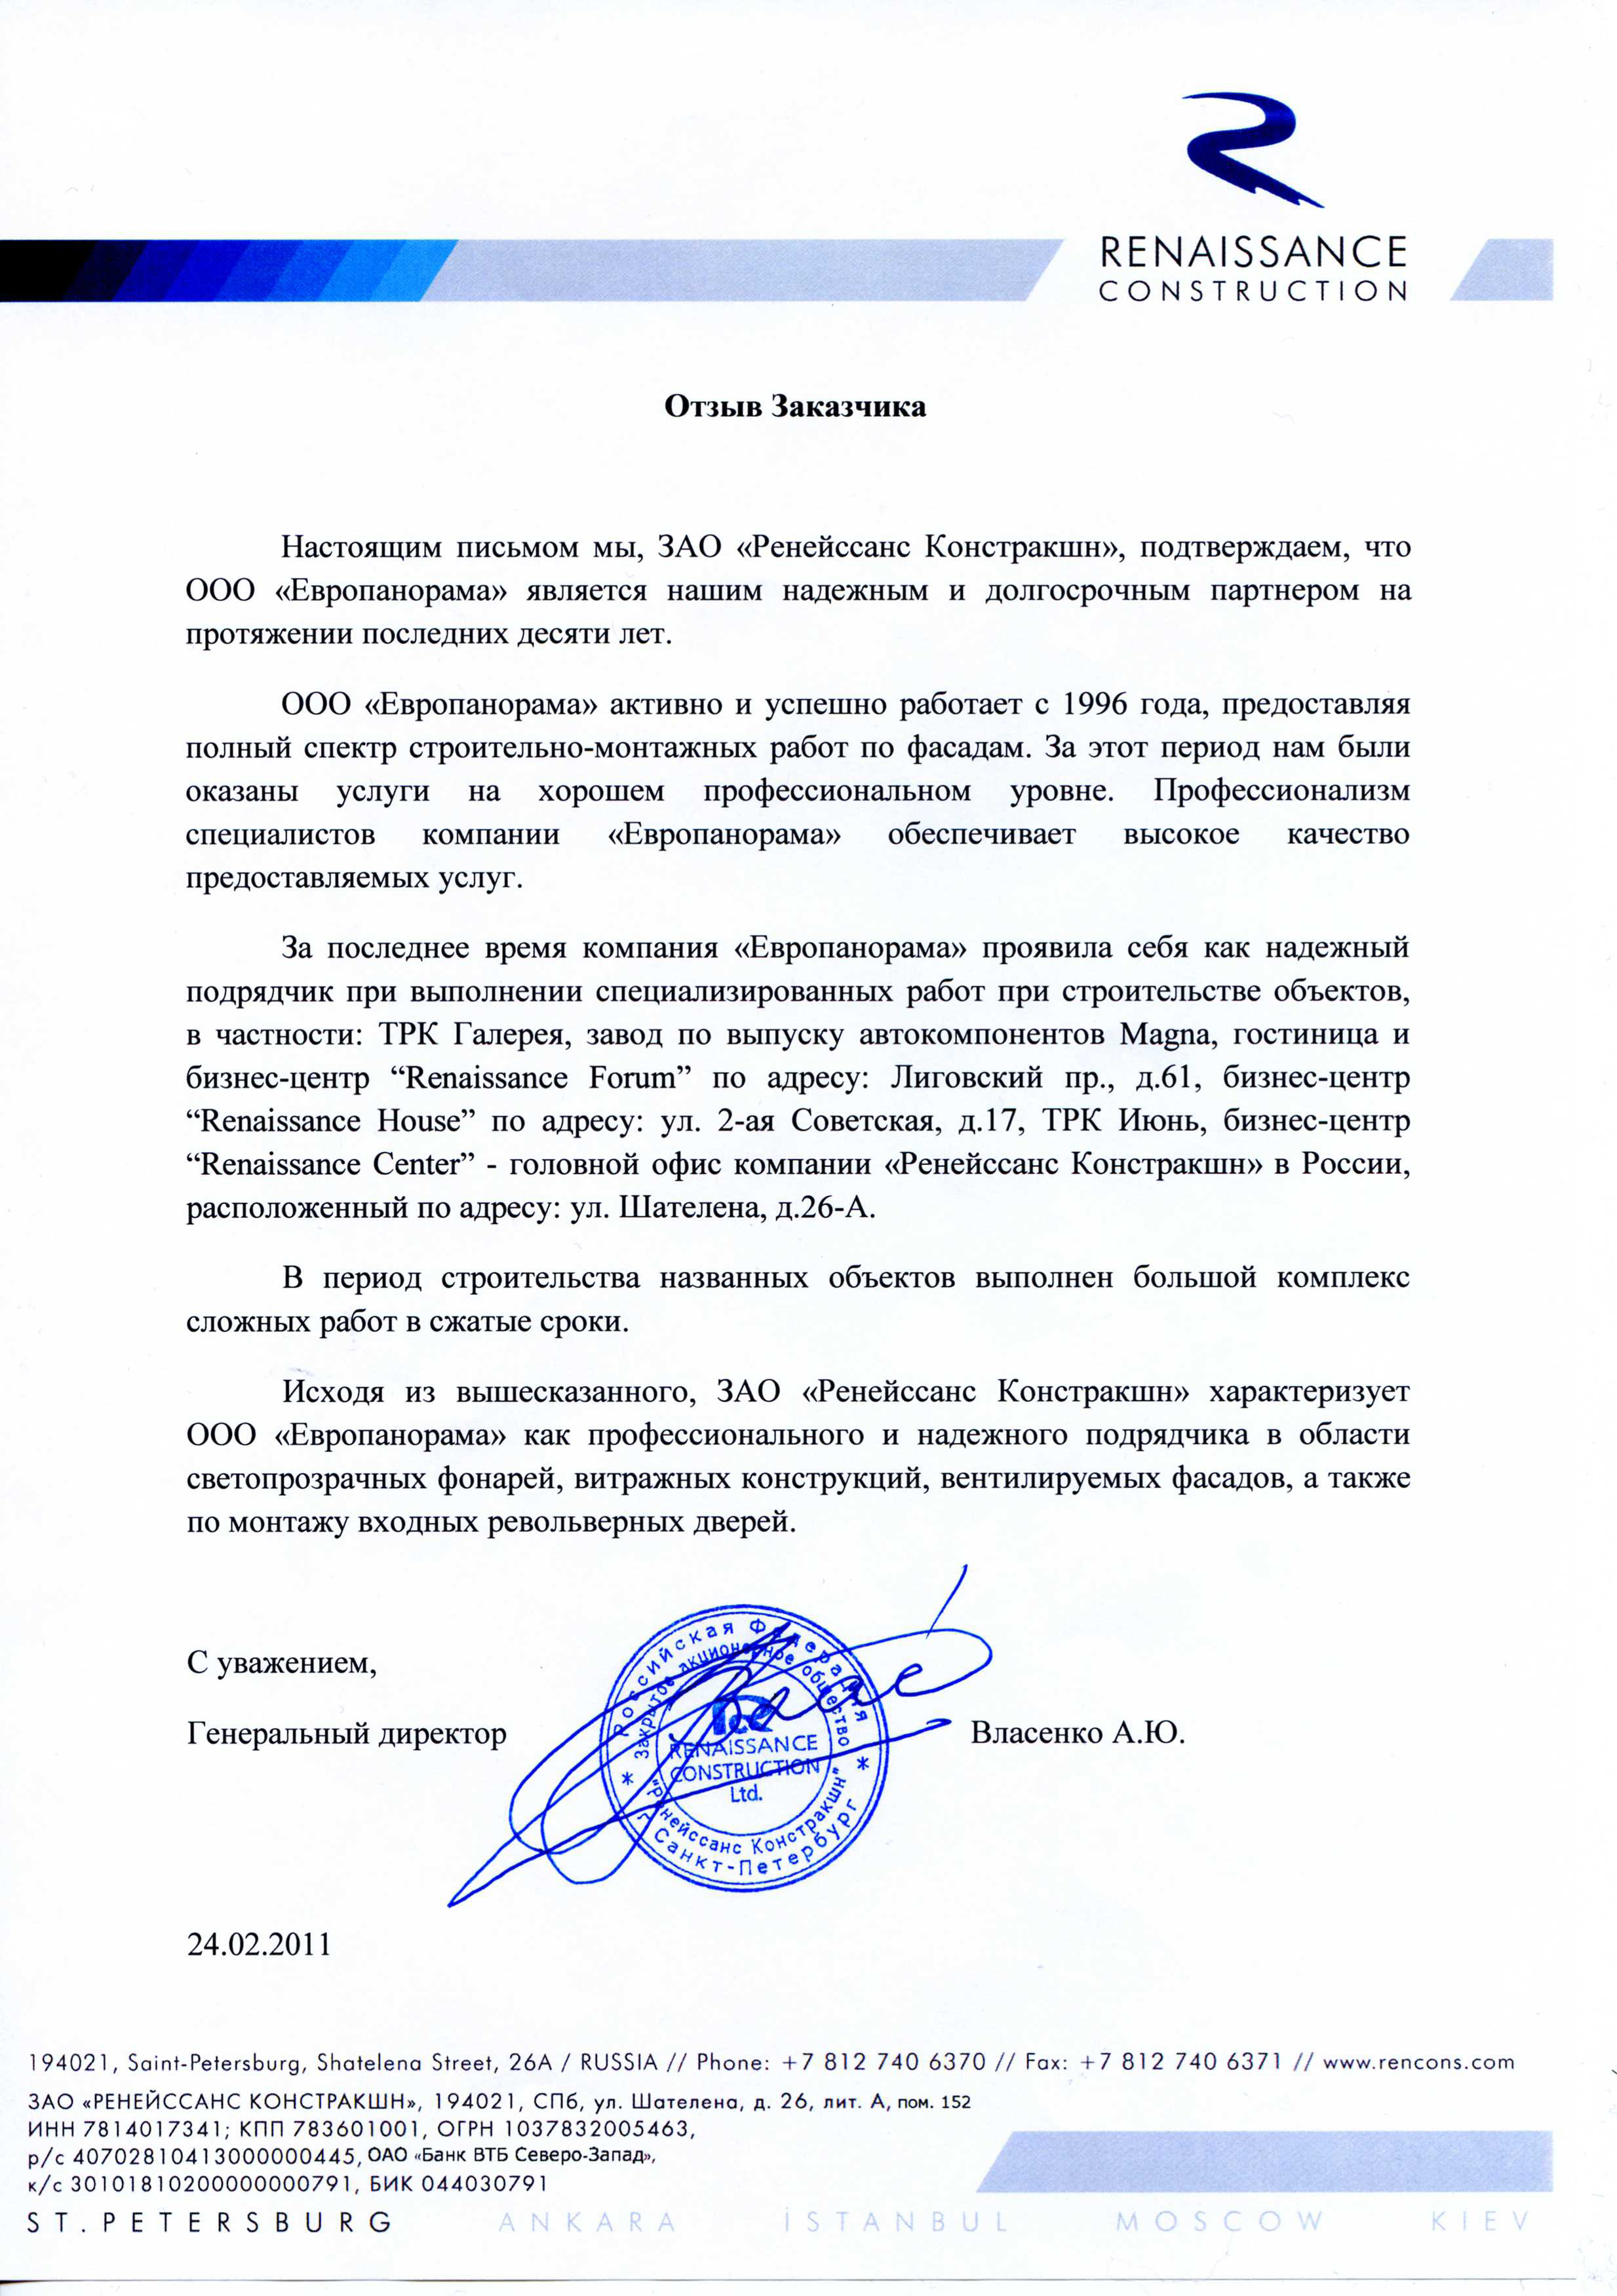 RENAISSANCE
CONSTRUCTION
Отзыв Заказчика
Настоящим письмом мы, ЗАО «Ренейссанс Констракшн», подтверждаем, что
ООО «Европанорама» является нашим надежным и долгосрочным партнером на
протяжении последних десяти лет.
ООО «Европанорама» активно и успешно работает с 1996 года, предоставляя
полный спектр строительно-монтажных работ по фасадам. За этот период нам были
оказаны услуги на хорошем профессиональном уровне. Профессионализм
специалистов компании «Европанорама» обеспечивает высокое качество
предоставляемых услуг.
За последнее время компания «Европанорама» проявила себя как надежный
подрядчик при выполнении специализированных работ при строительстве объектов,
в частности: ТРК Галерея, завод по выпуску автокомпонентов Magna, гостиница и
бизнес-центр “Renaissance Forum” по адресу: Лиговский пр., д.61, бизнес-центр
“Renaissance House” по адресу: ул. 2-ая Советская, д.17, ТРК Июнь, бизнес-центр
“Renaissance Center” - головной офис компании «Ренейссанс Констракшн» в России,
расположенный по адресу: ул. Шателена, д.26-А.
В период строительства названных объектов выполнен большой комплекс
сложных работ в сжатые сроки.
Исходя из вышесказанного, ЗАО «Ренейссанс Констракшн» характеризует
ООО «Европанорама» как профессионального и надежного подрядчика в области
светопрозрачных фонарей, витражных конструкций, вентилируемых фасадов, а также
по монтажу входных револьверных дверей.
С уважением,
Генеральный директор
Российская Федерация
Закрытое акционерное общество
RENAISSANCE
CONSTRUCTION
Ltd.
"Ренейссанс Констракшн"
Санкт-Петербург
Власенко А.Ю.
24.02.2011
194021, Saint-Petersburg, Shatelena Street, 26A / RUSSIA // Phone: +7 812 740 6370 // Fax: +7 812 740 6371 // www.rencons.com
ЗАО «РЕНЕЙССАНС КОНСТРАКШН», 194021, СПб, ул. Шателена, д. 26, лит. А, пом. 152
ИНН 7814017341; КПП 783601001, ОГРН 1037832005463,
р/с 40702810413000000445, ОАО «Банк ВТБ Северо-Запад»,
к/с 30101810200000000791, БИК 044030791
ST. PETERSBURG ANKARA İSTANBUL MOSCOW KIEV